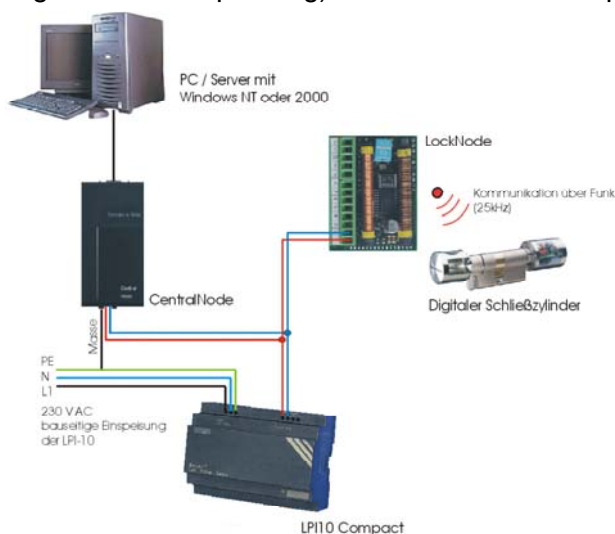 PC / Server mit
Windows NT oder 2000
LockNode
Kommunikation über Funk
(25kHz)
CentralNode
Digitaler Schließzylinder
Masse
PE
N
L1
230 VAC
bauseitige Einspeisung
der LPI-10
LPI10 Compact